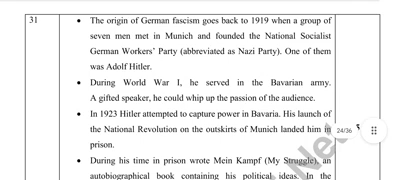 31
• The origin of German fascism goes back to 1919 when a group of
seven men met in Munich and founded the National Socialist
German Workers' Party (abbreviated as Nazi Party). One of them
was Adolf Hitler.
• During World War I, he served in the Bavarian army.
A gifted speaker, he could whip up the passion of the audience.
• In 1923 Hitler attempted to capture power in Bavaria. His launch of
the National Revolution on the outskirts of Munich landed him in
prison.
24/36
• During his time in prison wrote Mein Kampf (My Struggle), an
autobiographical book containing his political ideas. In the